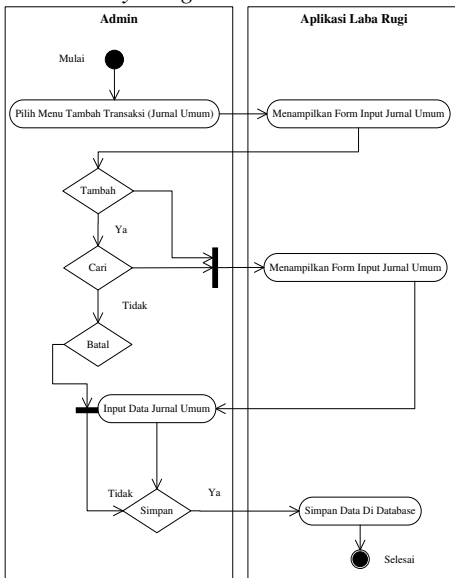 Admin
Aplikasi Laba Rugi
Mulai
Pilih Menu Tambah Transaksi (Jurnal Umum)
Menampilkan Form Input Jurnal Umum
Tambah
Ya
Cari
Menampilkan Form Input Jurnal Umum
Tidak
Batal
Input Data Jurnal Umum
Tidak
Ya
Simpan
Simpan Data Di Database
Selesai